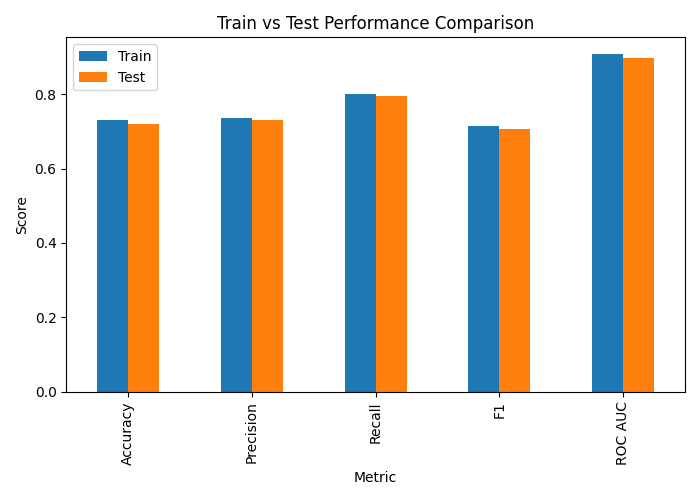 Train vs Test Performance Comparison
Train
Test
Score
0.8
0.6
0.4
0.2
0.0
Accuracy
Precision
Recall
F1
ROC AUC
Metric